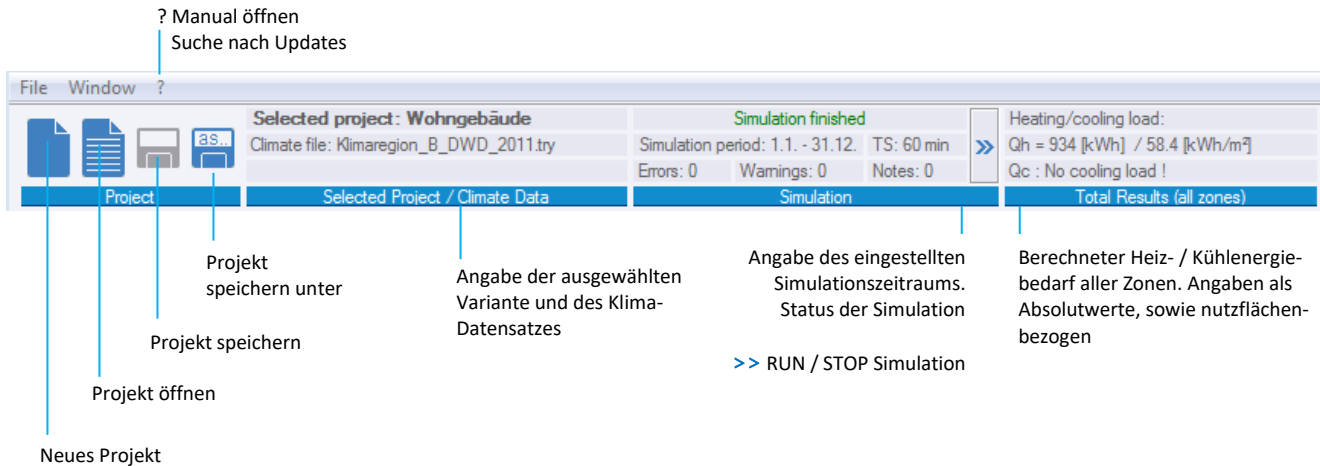 ? Manual öffnen
Suche nach Updates
File Window ?
as..
Selected project: Wohngebäude
Climate file: Klimaregion_B_DWD_2011.try
Simulation finished
Simulation period: 1.1. - 31.12. TS: 60 min
Errors: 0 Warnings: 0 Notes: 0
»
Heating/cooling load:
Qh = 934 [kWh] / 58.4 [kWh/m²]
Qc : No cooling load !
Project
Selected Project / Climate Data
Simulation
Total Results (all zones)
Projekt
speichern unter
Angabe der ausgewählten
Variante und des Klima-
Datensatzes
Angabe des eingestellten
Simulationszeitraums.
Status der Simulation
>> RUN / STOP Simulation
Berechneter Heiz- / Kühlenergie-
bedarf aller Zonen. Angaben als
Absolutwerte, sowie nutzflächen-
bezogen
Projekt speichern
Projekt öffnen
Neues Projekt